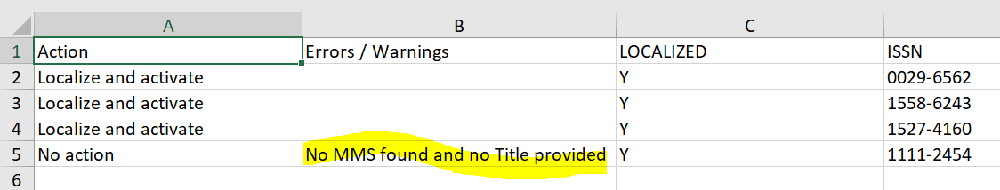 A B C
1 Action Errors / Warnings LOCALIZED ISSN
2 Localize and activate Y 0029-6562
3 Localize and activate Y 1558-6243
4 Localize and activate Y 1527-4160
5 No action No MMS found and no Title provided Y 1111-2454
6